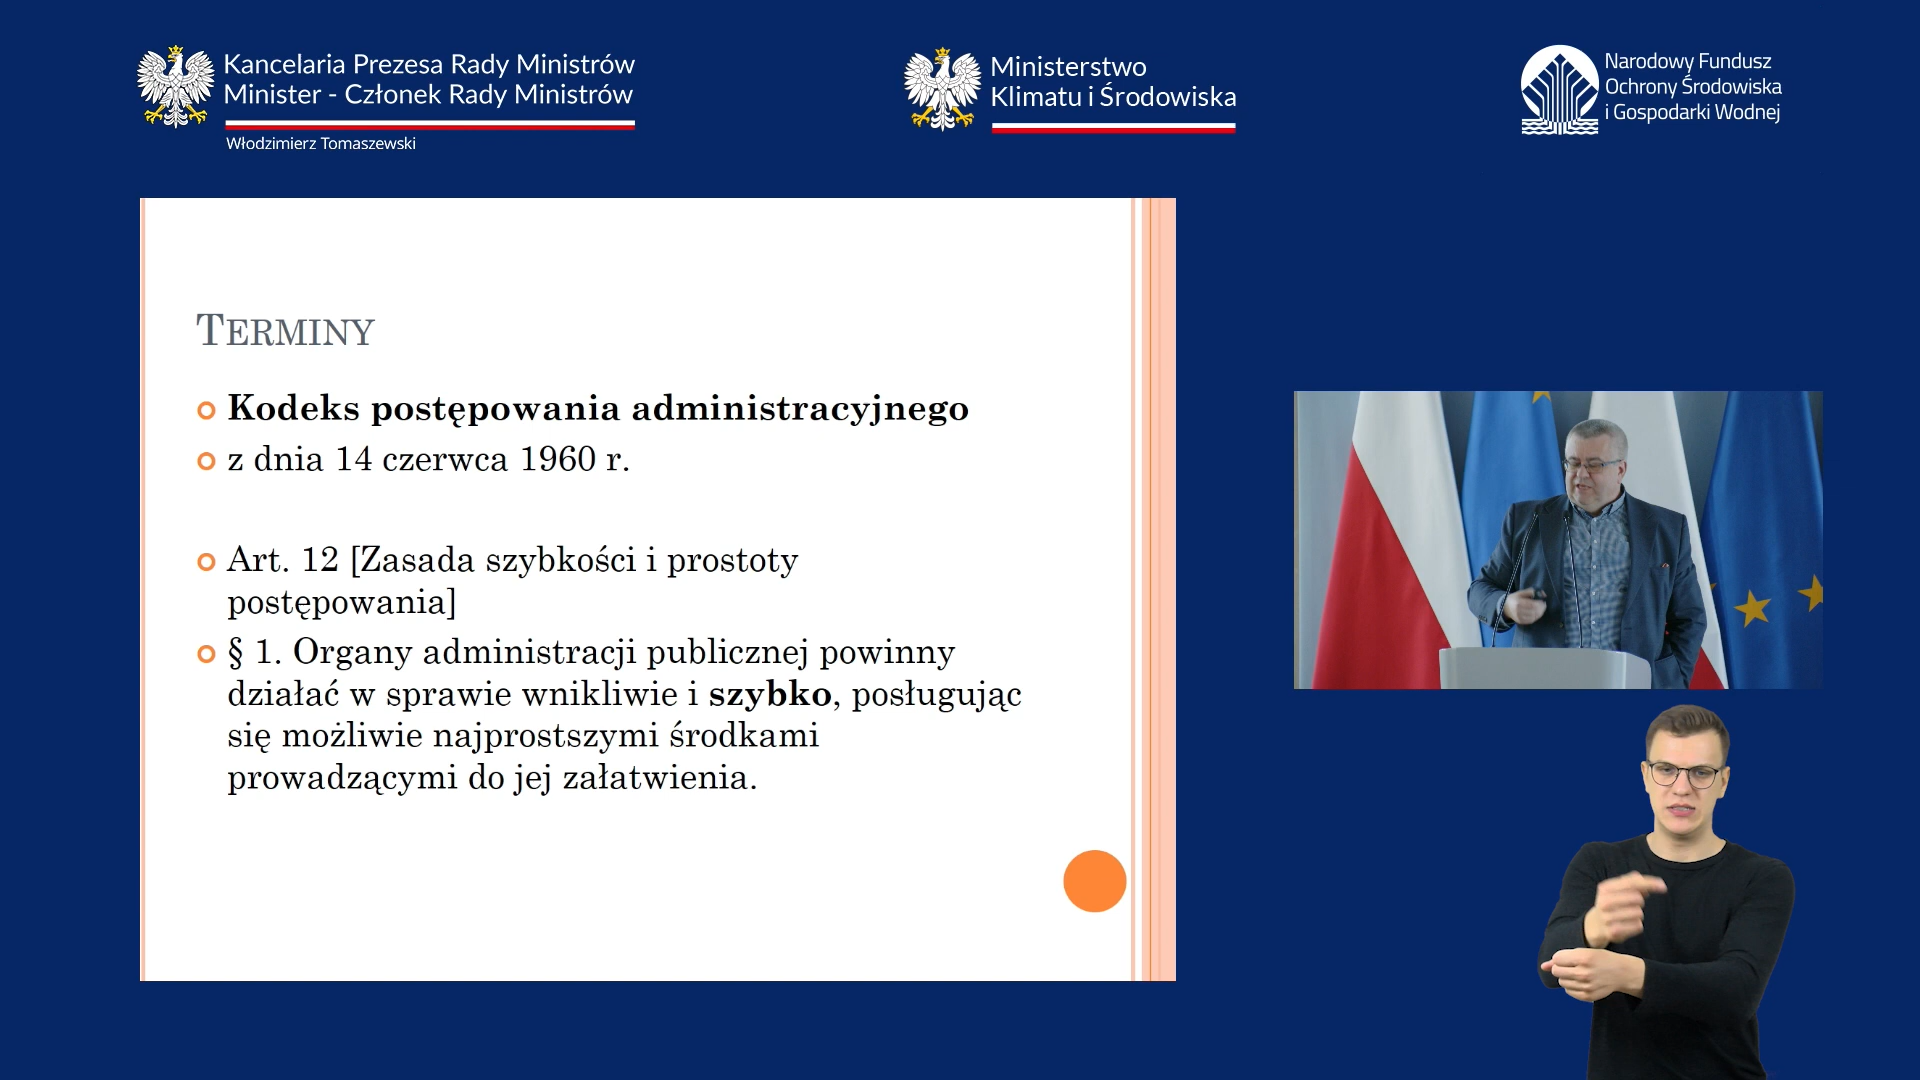 Kancelaria Prezesa Rady Ministrów
Minister - Członek Rady Ministrów
Włodzimierz Tomaszewski
Ministerstwo
Klimatu i Środowiska
Narodowy Fundusz
Ochrony Środowiska
i Gospodarki Wodnej
TERMINY
Kodeks postępowania administracyjnego
z dnia 14 czerwca 1960 r.
Art. 12 [Zasada szybkości i prostoty
postępowania]
§ 1. Organy administracji publicznej powinny
działać w sprawie wnikliwie i szybko, posługując
się możliwie najprostszymi środkami
prowadzącymi do jej załatwienia.